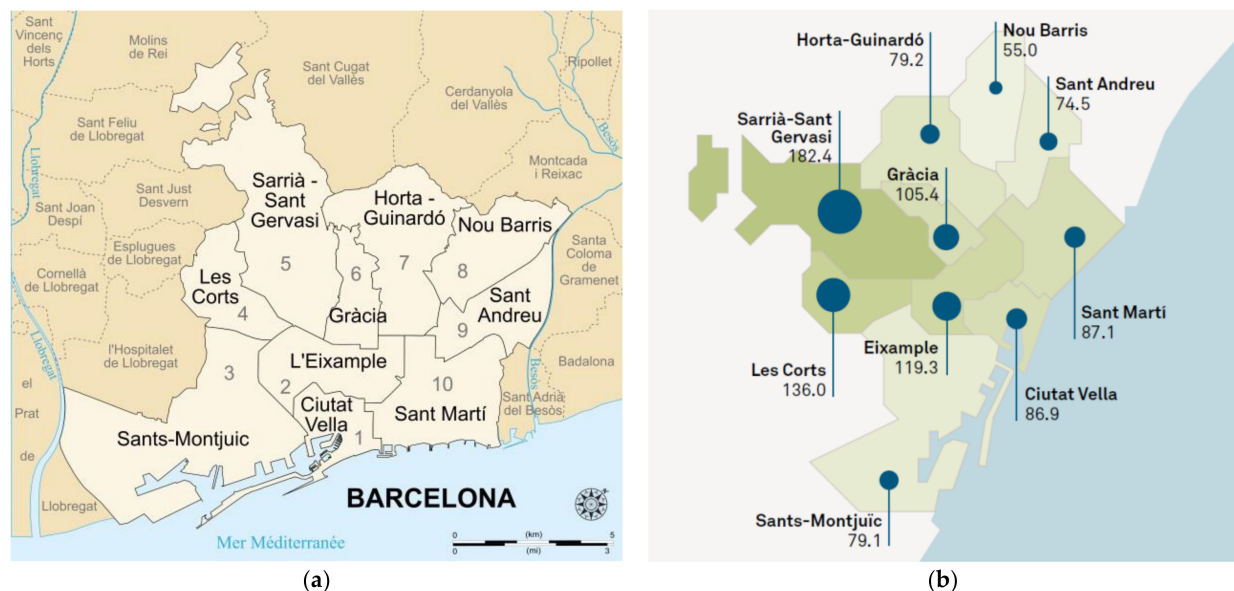 Sant
Vincenç
dels
Horts
Molins
de Rei
Sant Cugat
del Vallès
Ripollet
Cerdanyola
del Vallès
Besòs
Llobregat
Sant Feliu
de Llobregat
Montcada
i Reixac
Sant Just
Desvern
Sant Joan
Despí
Esplugues
de Llobregat
Cornellà
de Llobregat
Santa
Coloma
de
Gramenet
Sarrià -
Sant
Gervasi
5
Horta -
Guinardó
7
Nou Barris
8
Les
Corts
4
6
Gràcia
Sant
Andreu
9
l'Hospitalet
de Llobregat
Llobregat
Badalona
Besòs
Sant Adrià
del Besòs
el
Prat
de
Llobregat
3
L'Eixample
2
10
Sant Martí
Ciutat
Vella
1
Sants-Montjuic
BARCELONA
Mer Méditerranée
0 (km) 5
0 (mi) 3
(a)
Horta-Guinardó
79.2
Nou Barris
55.0
Sant Andreu
74.5
Sarrià-Sant
Gervasi
182.4
Gràcia
105.4
Sant Martí
87.1
Les Corts
136.0
Eixample
119.3
Ciutat Vella
86.9
Sants-Montjuïc
79.1
(b)